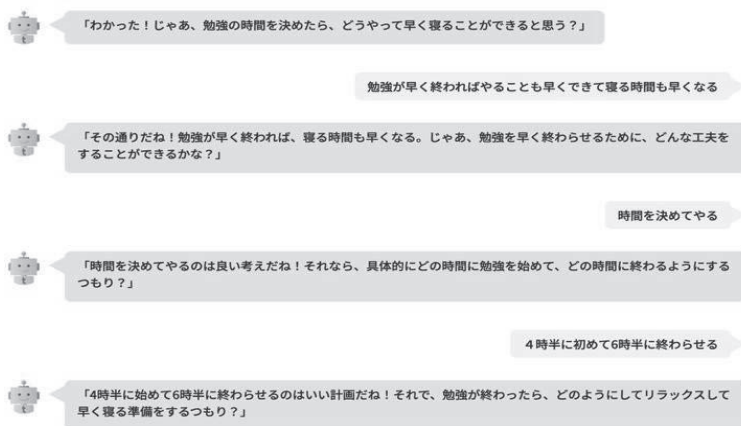 「わかった！じゃあ、勉強の時間を決めたら、どうやって早く寝ることができると思う？」
勉強が早く終わればやることも早くできて寝る時間も早くなる
「その通りだね！勉強が早く終われば、寝る時間も早くなる。じゃあ、勉強を早く終わらせるために、どんな工夫を
することができるかな？」
時間を決めてやる
「時間を決めてやるのは良い考えだね！それなら、具体的にどの時間に勉強を始めて、どの時間に終わるようにする
つもり？」
４時半に初めて6時半に終わらせる
「4時半に始めて6時半に終わらせるのはいい計画だね！それで、勉強が終わったら、どのようにしてリラックスして
早く寝る準備をするつもり？」